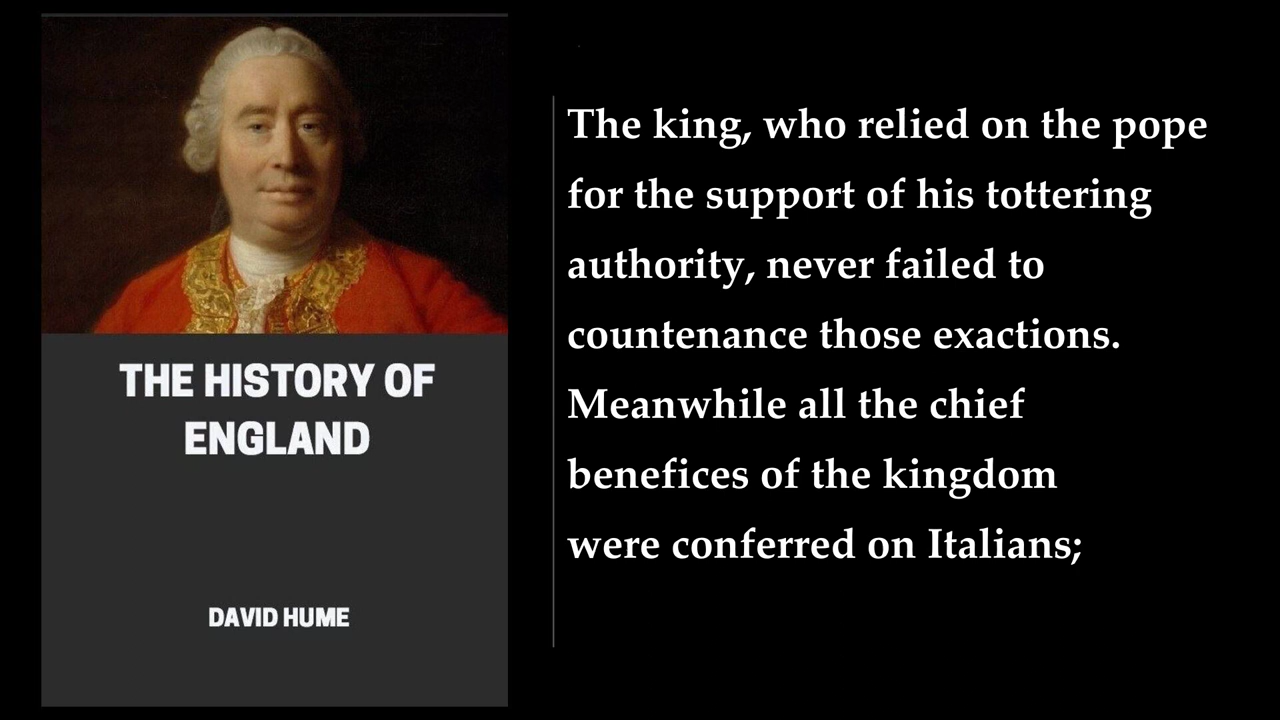 THE HISTORY OF
ENGLAND
DAVID HUME
The king, who relied on the pope
for the support of his tottering
authority, never failed to
countenance those exactions.
Meanwhile all the chief
benefices of the kingdom
were conferred on Italians;